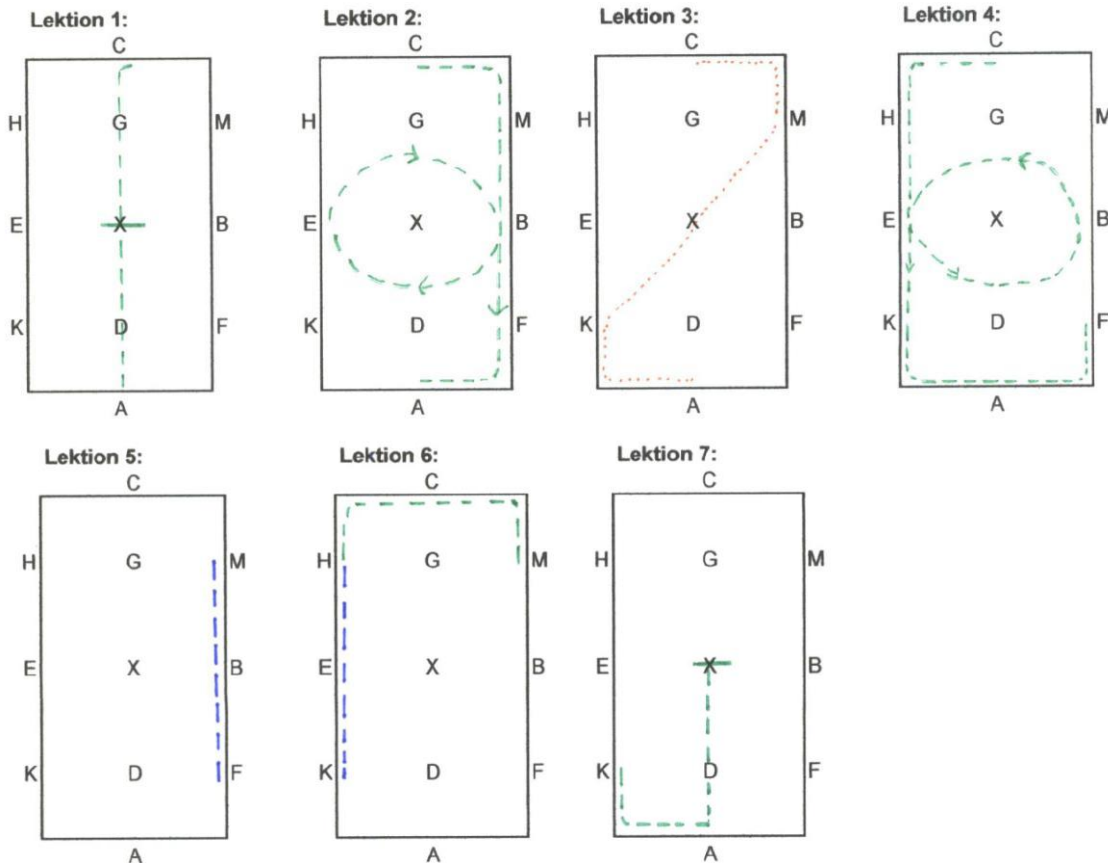 Lektion 1: Lektion 2: Lektion 3: Lektion 4:
C C C C
H G M H G M H G M H G M
E X B E X B E X B E X B
K D F K D F K D F K D F
A A A A
Lektion 5: Lektion 6: Lektion 7:
C C C
H G M H G M H G M
E X B E X B E X B
K D F K D F K D F
A A A